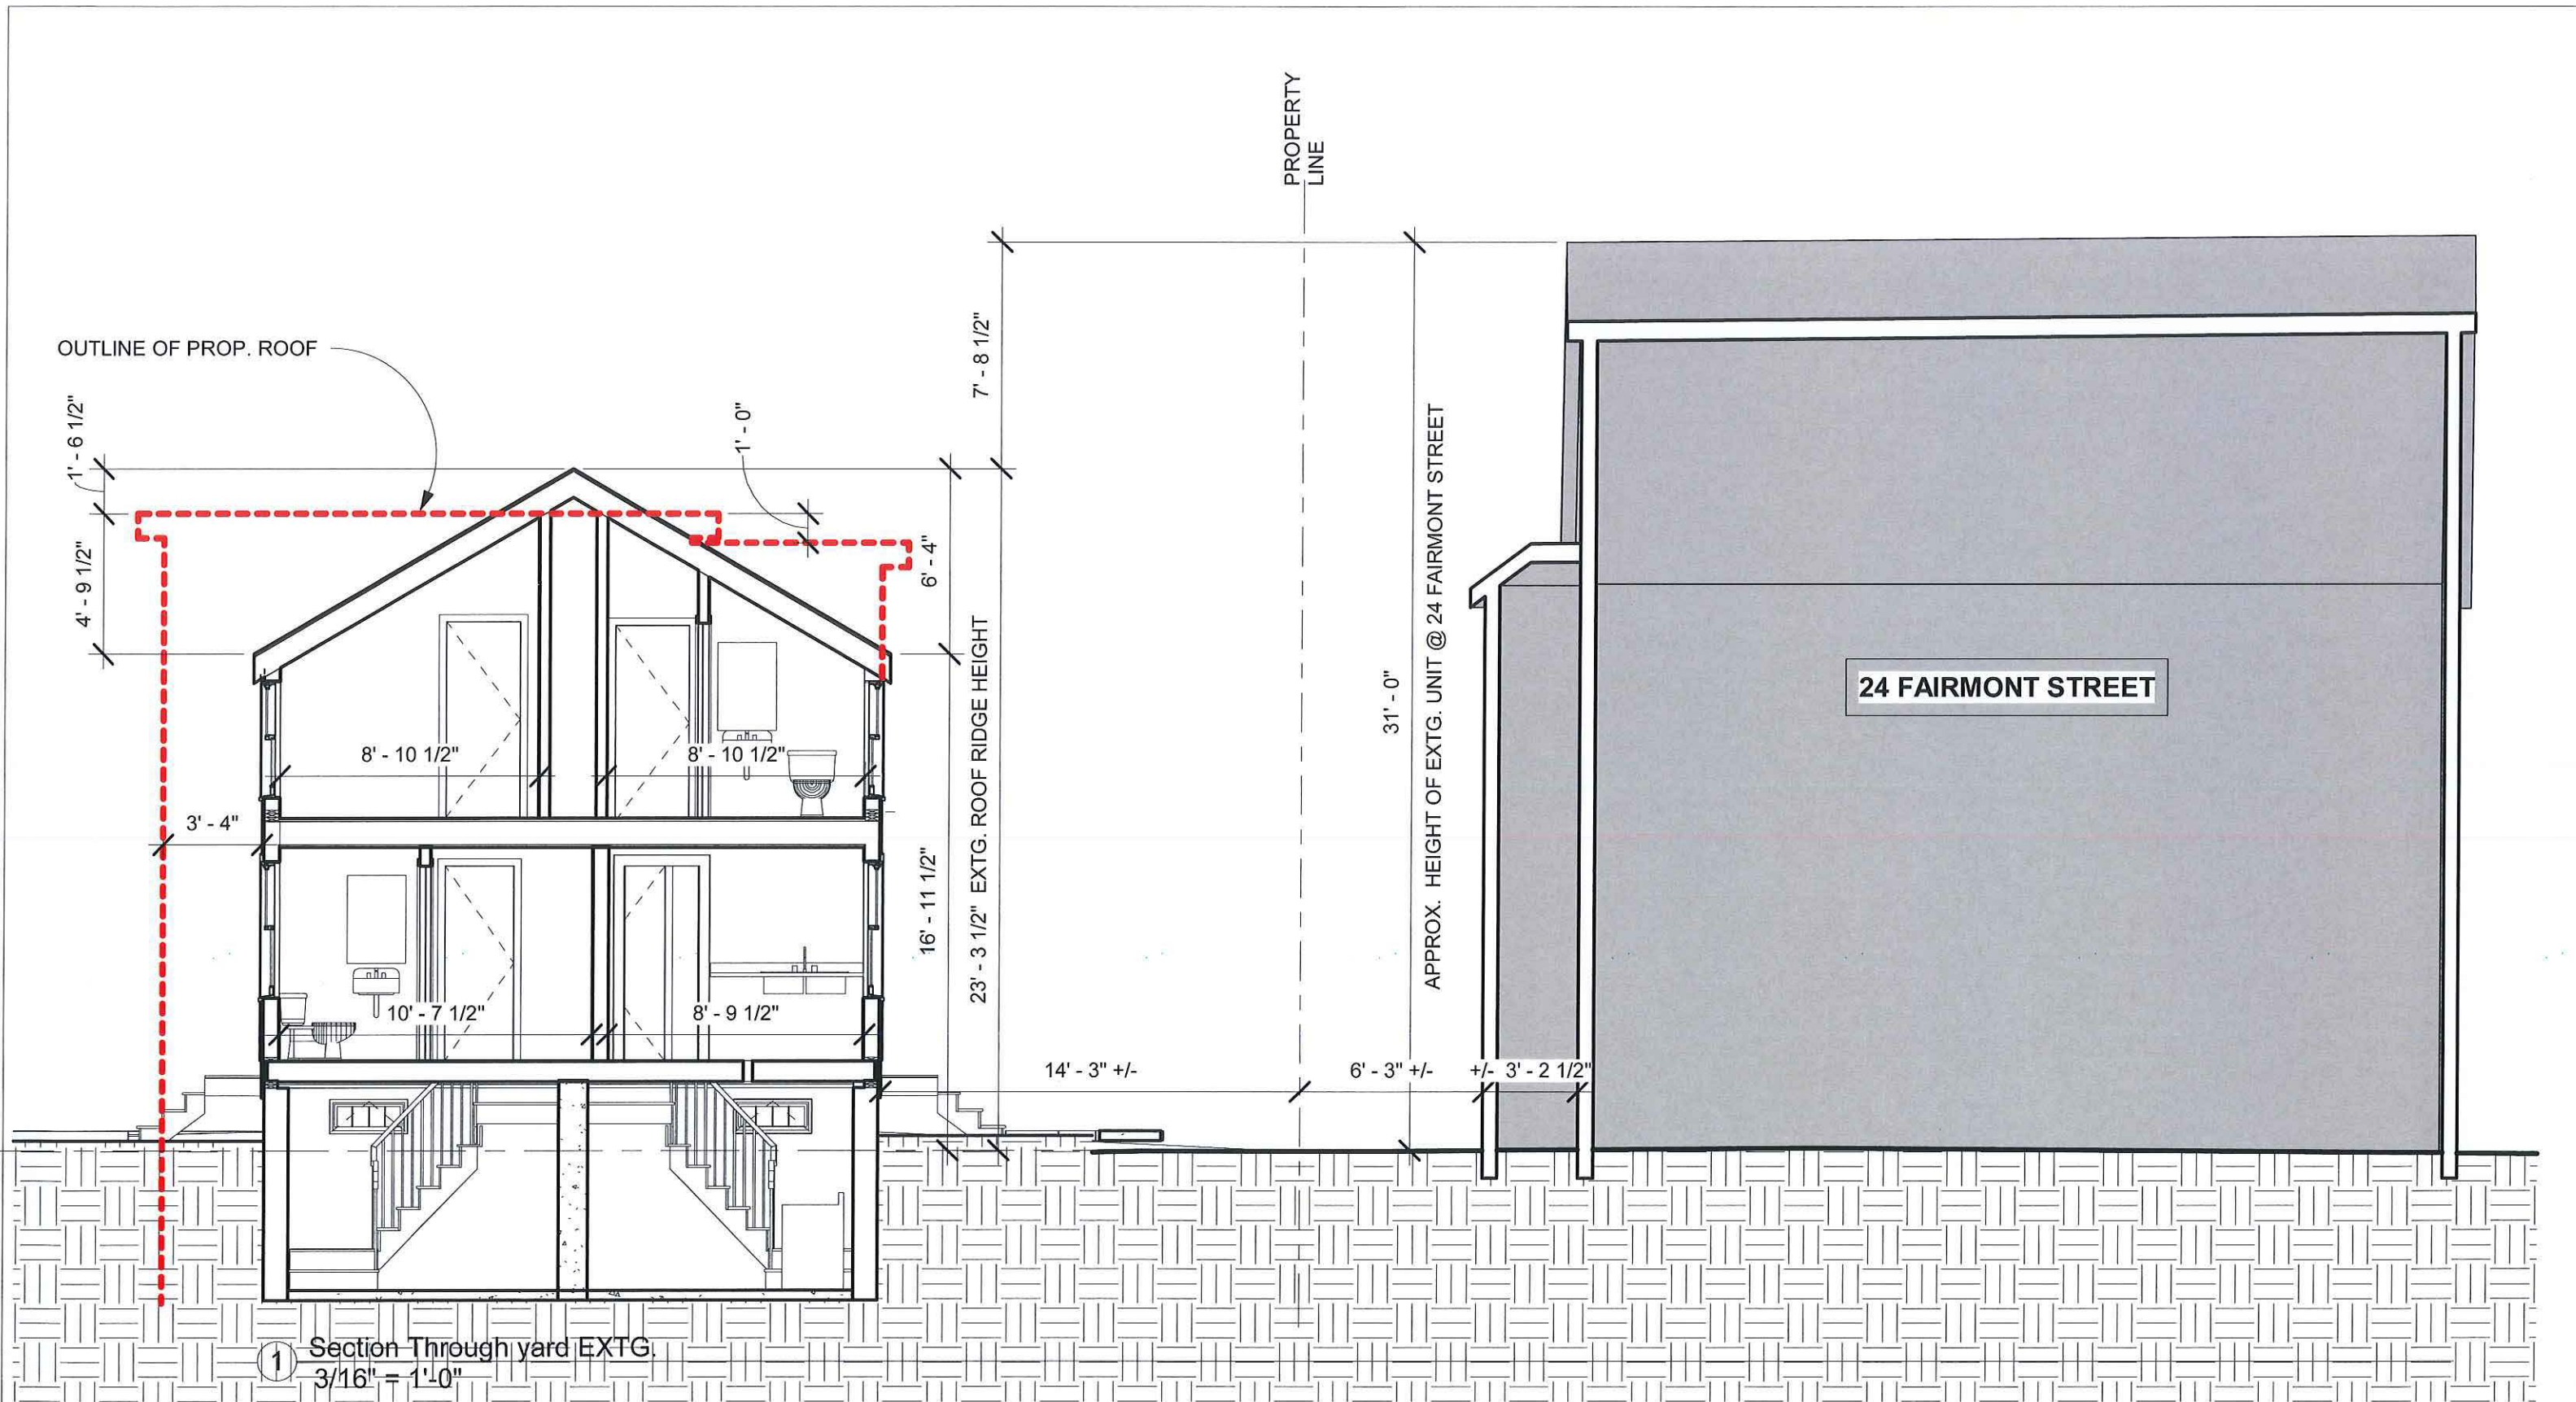 PROPERTY
LINE
OUTLINE OF PROP. ROOF
1' - 6 1/2"
4' - 9 1/2"
1' - 0"
7' - 8 1/2"
6' - 4"
23' - 3 1/2" EXTG. ROOF RIDGE HEIGHT
16' - 11 1/2"
31' - 0"
APPROX. HEIGHT OF EXTG. UNIT @ 24 FAIRMONT STREET
24 FAIRMONT STREET
8' - 10 1/2"
8' - 10 1/2"
3' - 4"
10' - 7 1/2"
8' - 9 1/2"
14' - 3" +/-
6' - 3" +/-
+/- 3' - 2 1/2"
1
Section Through yard EXTG.
3/16" = 1'-0"